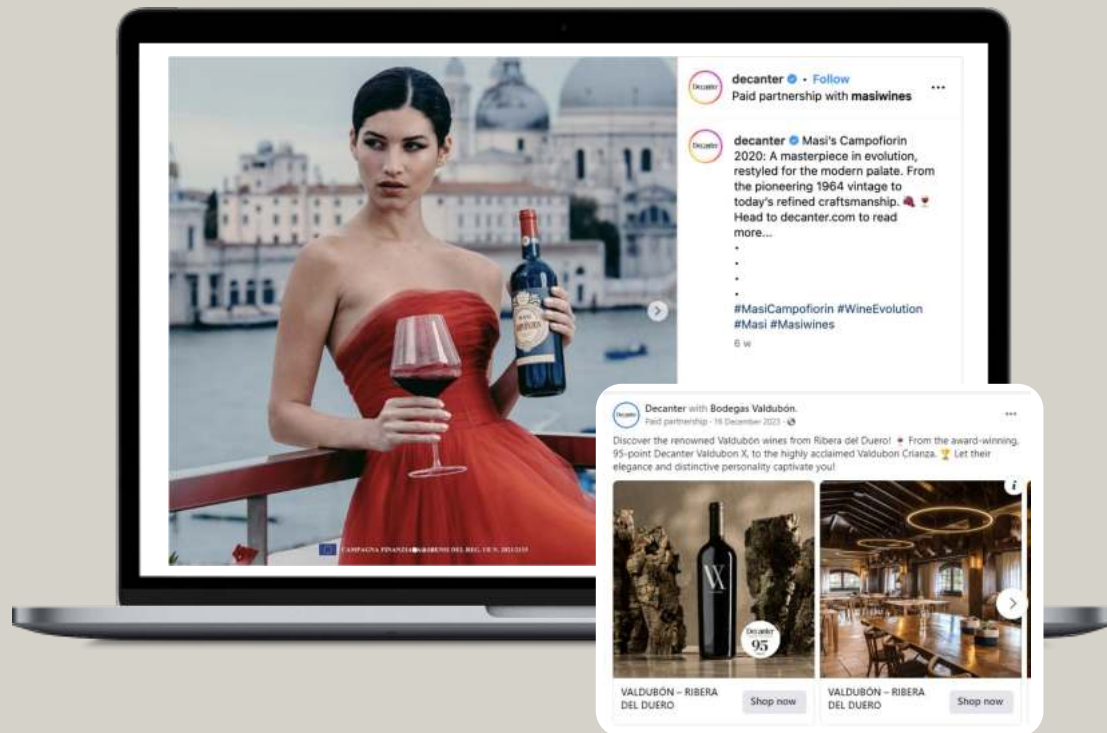 decanter • Follow
Paid partnership with masiwines
decanter Masi's Campofiorin
2020: A masterpiece in evolution,
restyled for the modern palate. From
the pioneering 1964 vintage to
today's refined craftsmanship. 🍇 🍷
Head to decanter.com to read
more...
•
•
•
•
#MasiCampofiorin #WineEvolution
#Masi #Masiwines
6 w
MASI
CAMPOFIORIN
Decanter with Bodegas Valdubón.
Paid partnership · 16 December 2023 ·
Discover the renowned Valdubón wines from Ribera del Duero! 🍷 From the award-winning,
95-point Decanter Valdubon X, to the highly acclaimed Valdubon Crianza. 🏆 Let their
elegance and distinctive personality captivate you!
VX
Decanter
95
VALDUBÓN – RIBERA
DEL DUERO
Shop now
VALDUBÓN – RIBERA
DEL DUERO
Shop now